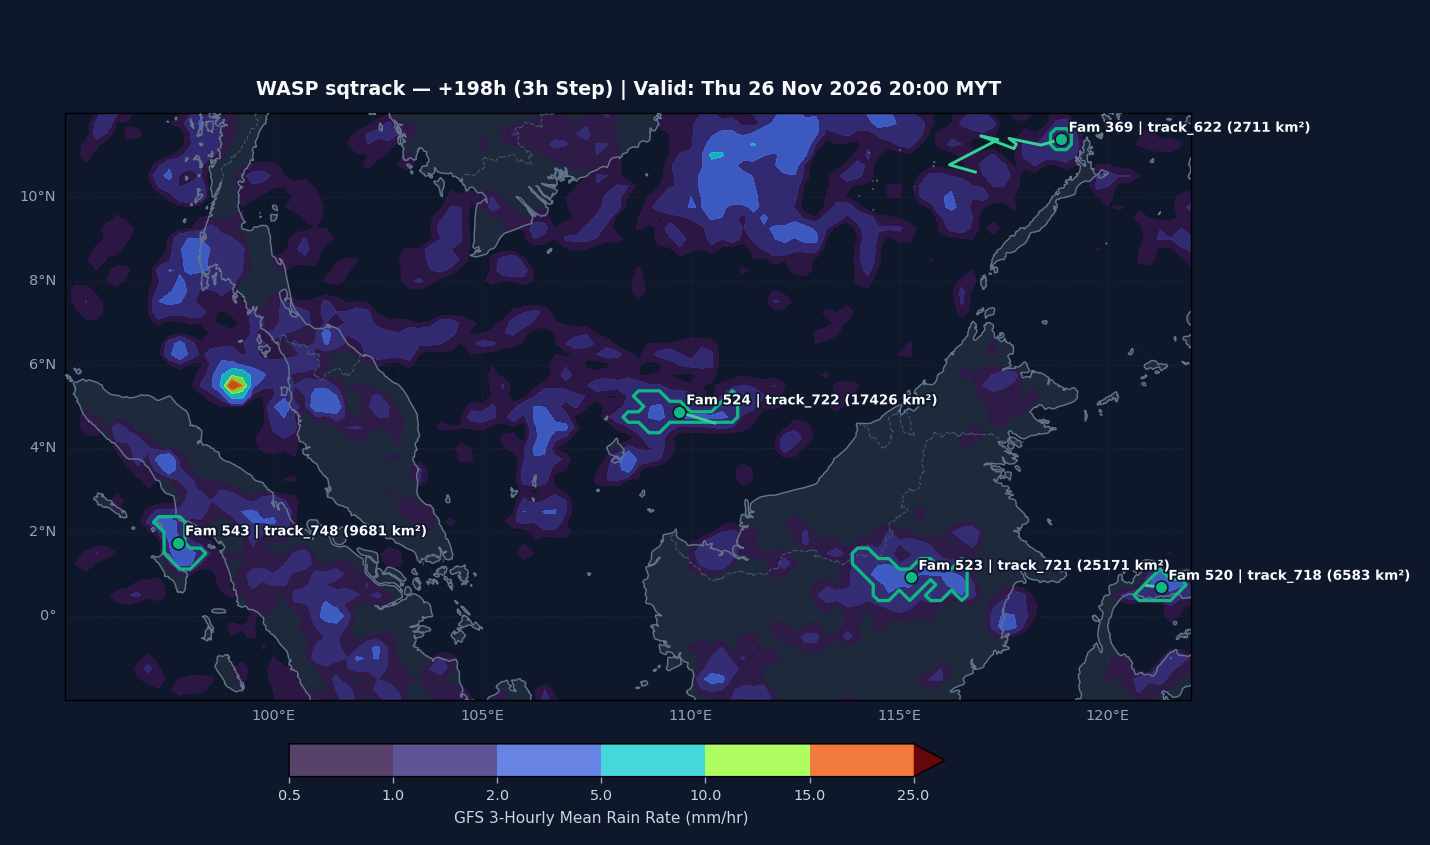 WASP sqtrack — +198h (3h Step) | Valid: Thu 26 Nov 2026 20:00 MYT
Fam 369 | track_622 (2711 km²)
10°N
8°N
6°N
Fam 524 | track_722 (17426 km²)
4°N
2°N
Fam 543 | track_748 (9681 km²)
Fam 523 | track_721 (25171 km²)
Fam 520 | track_718 (6583 km²)
0°
100°E 105°E 110°E 115°E 120°E
0.5 1.0 2.0 5.0 10.0 15.0 25.0
GFS 3-Hourly Mean Rain Rate (mm/hr)